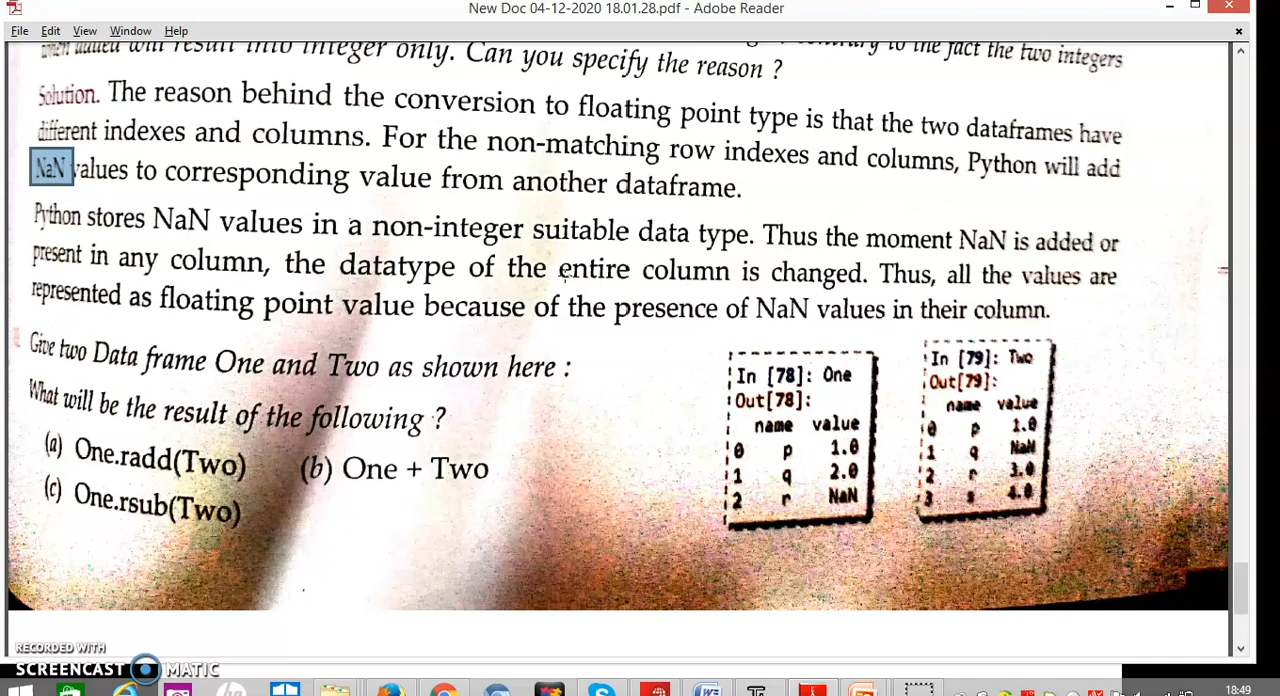 New Doc 04-12-2020 18.01.28.pdf - Adobe Reader
File Edit View Window Help
will result into integer only. Can you specify the reason ?
to the fact the two integers
Solution. The reason behind the conversion to floating point type is that the two dataframes have
different indexes and columns. For the non-matching row indexes and columns, Python will add
NaN values to corresponding value from another dataframe.
Python stores NaN values in a non-integer suitable data type. Thus the moment NaN is added or
present in any column, the datatype of the entire column is changed. Thus, all the values are
represented as floating point value because of the presence of NaN values in their column.
Give two Data frame One and Two as shown here :
What will be the result of the following ?
(a) One.radd(Two) (b) One + Two
(c) One.rsub(Two)
In [78]: One
Out[78]:
name value
0 p 1.0
1 q 2.0
2 r NaN
In [79]: Two
Out[79]:
name value
0 p 1.0
1 q NaN
2 r 3.0
3 s 4.0
RECORDED WITH
SCREENCAST MATIC
18:49